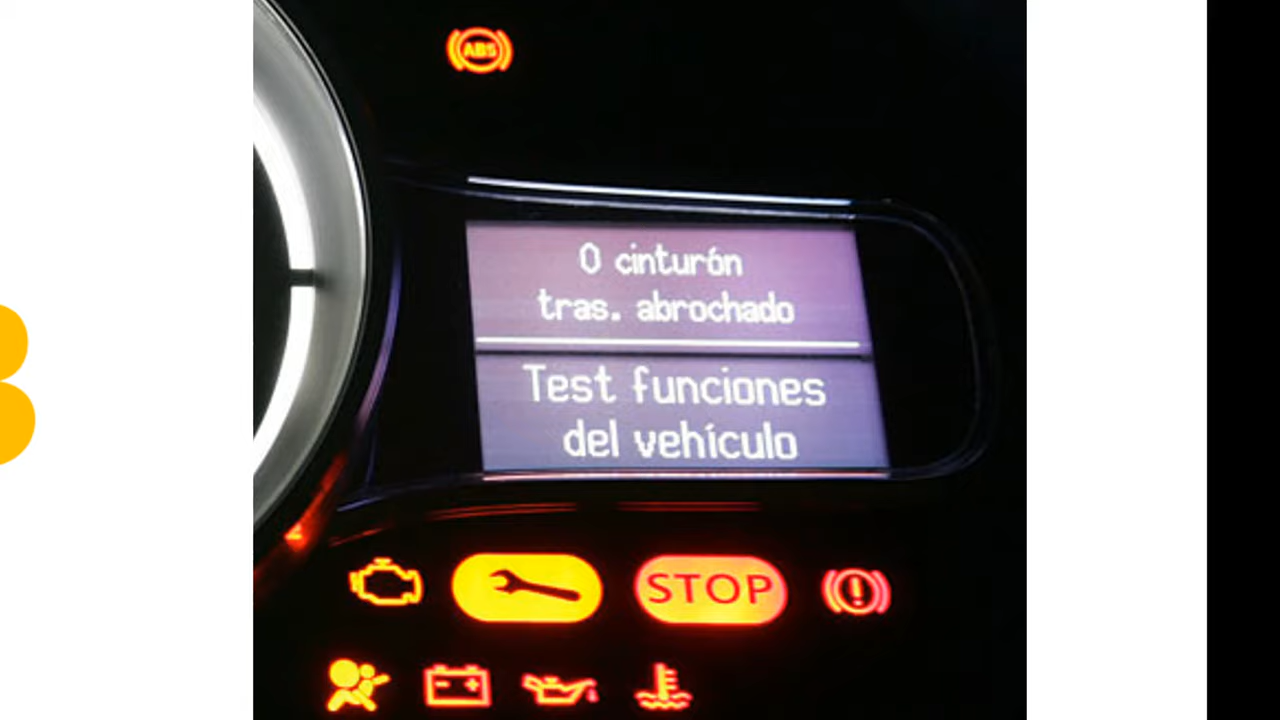 ABS
0 cinturón
tras. abrochado
Test funciones
del vehículo
STOP